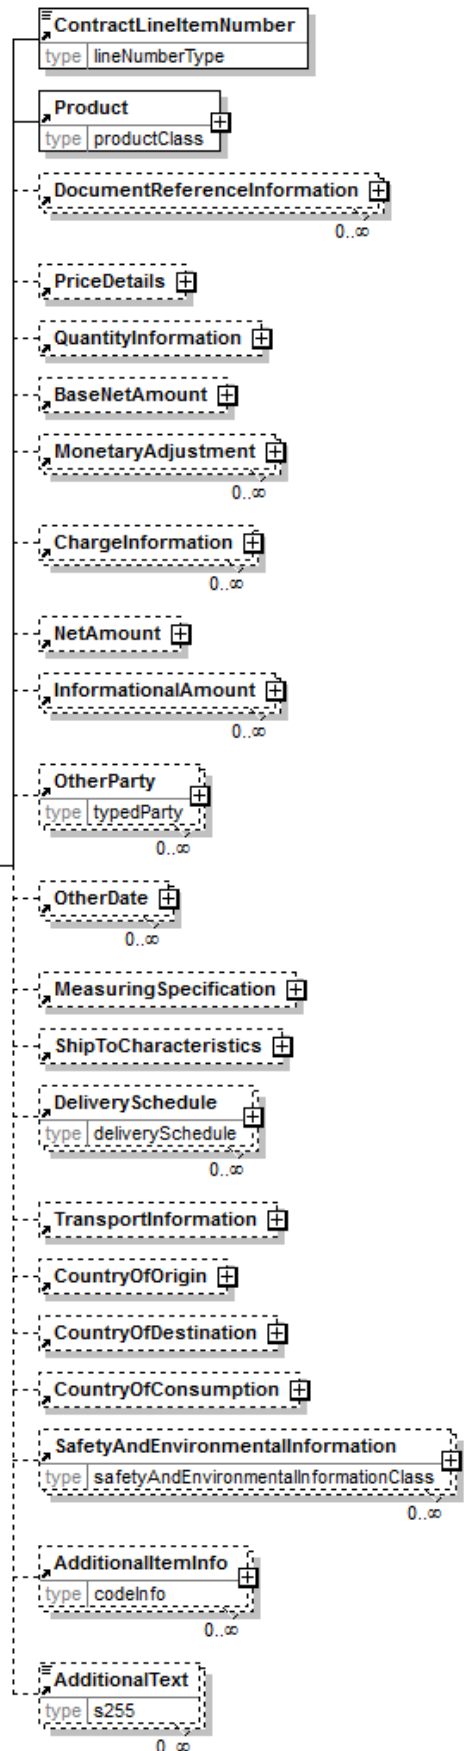 ContractLineItemNumber
type lineNumberType
Product
type productClass
DocumentReferenceInformation
0..∞
PriceDetails
QuantityInformation
BaseNetAmount
MonetaryAdjustment
0..∞
ChargeInformation
0..∞
NetAmount
InformationalAmount
0..∞
OtherParty
type typedParty
0..∞
OtherDate
0..∞
MeasuringSpecification
ShipToCharacteristics
DeliverySchedule
type deliverySchedule
0..∞
TransportInformation
CountryOfOrigin
CountryOfDestination
CountryOfConsumption
SafetyAndEnvironmentalInformation
type safetyAndEnvironmentalInformationClass
0..∞
AdditionalItemInfo
type codeInfo
0..∞
AdditionalText
type s255
0..∞